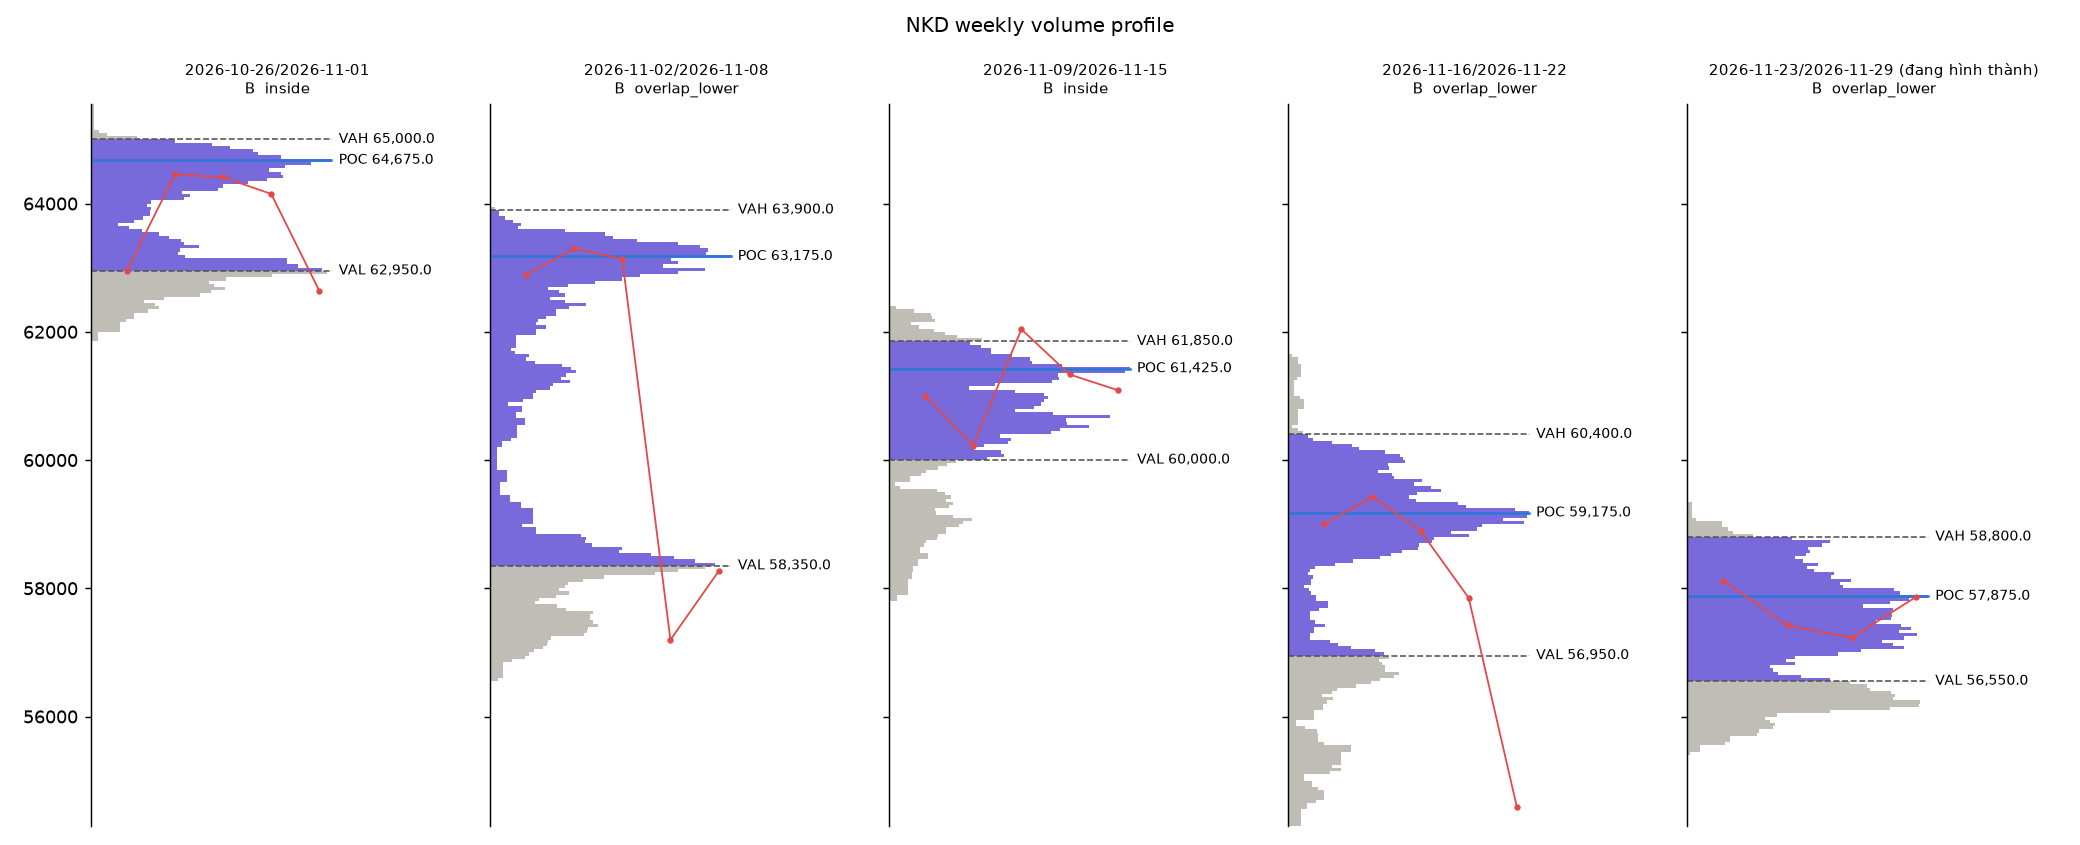 NKD weekly volume profile
2026-10-26/2026-11-01
B  inside
2026-11-02/2026-11-08
B  overlap_lower
2026-11-09/2026-11-15
B  inside
2026-11-16/2026-11-22
B  overlap_lower
2026-11-23/2026-11-29 (đang hình thành)
B  overlap_lower
64000
62000
60000
58000
56000
VAH 65,000.0
POC 64,675.0
VAL 62,950.0
VAH 63,900.0
POC 63,175.0
VAL 58,350.0
VAH 61,850.0
POC 61,425.0
VAL 60,000.0
VAH 60,400.0
POC 59,175.0
VAL 56,950.0
VAH 58,800.0
POC 57,875.0
VAL 56,550.0